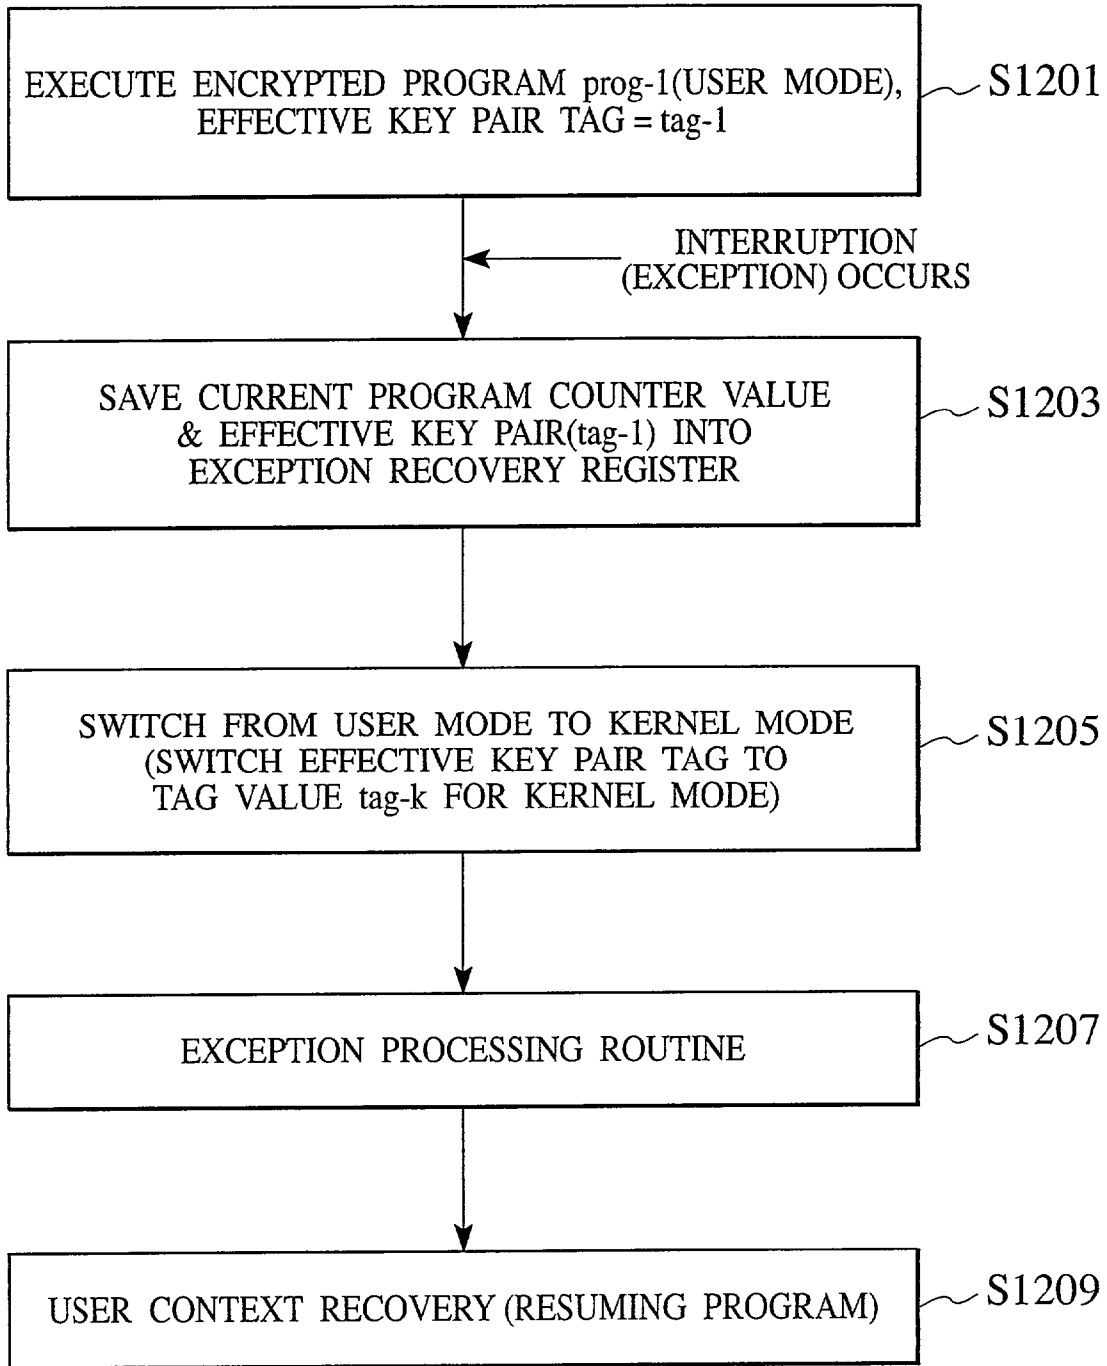 EXECUTE ENCRYPTED PROGRAM prog-1(USER MODE),
EFFECTIVE KEY PAIR TAG = tag-1
S1201
INTERRUPTION
(EXCEPTION) OCCURS
SAVE CURRENT PROGRAM COUNTER VALUE
& EFFECTIVE KEY PAIR(tag-1) INTO
EXCEPTION RECOVERY REGISTER
S1203
SWITCH FROM USER MODE TO KERNEL MODE
(SWITCH EFFECTIVE KEY PAIR TAG TO
TAG VALUE tag-k FOR KERNEL MODE)
S1205
EXCEPTION PROCESSING ROUTINE
S1207
USER CONTEXT RECOVERY (RESUMING PROGRAM)
S1209